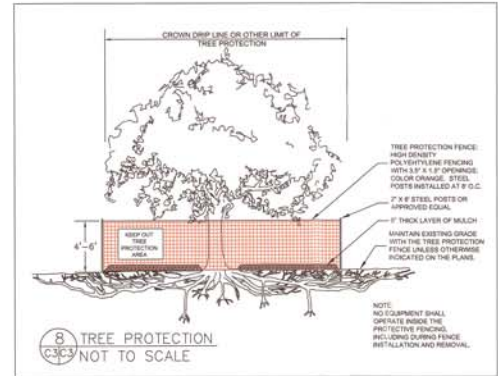 CROWN DRIP LINE OR OTHER LIMIT OF
TREE PROTECTION
TREE PROTECTION FENCE:
HIGH DENSITY
POLYEHTYLENE FENCING
WITH 3.5" X 1.5" OPENINGS;
COLOR ORANGE. STEEL
POSTS INSTALLED AT 8' O.C.
2" X 6' STEEL POSTS OR
APPROVED EQUAL
5" THICK LAYER OF MULCH
MAINTAIN EXISTING GRADE
WITH THE TREE PROTECTION
FENCE UNLESS OTHERWISE
INDICATED ON THE PLANS.
KEEP OUT
TREE
PROTECTION
AREA
4'-6"
NOTE:
NO EQUIPMENT SHALL
OPERATE INSIDE THE
PROTECTIVE FENCING,
INCLUDING DURING FENCE
INSTALLATION AND REMOVAL.
8 TREE PROTECTION
C3 C3 NOT TO SCALE